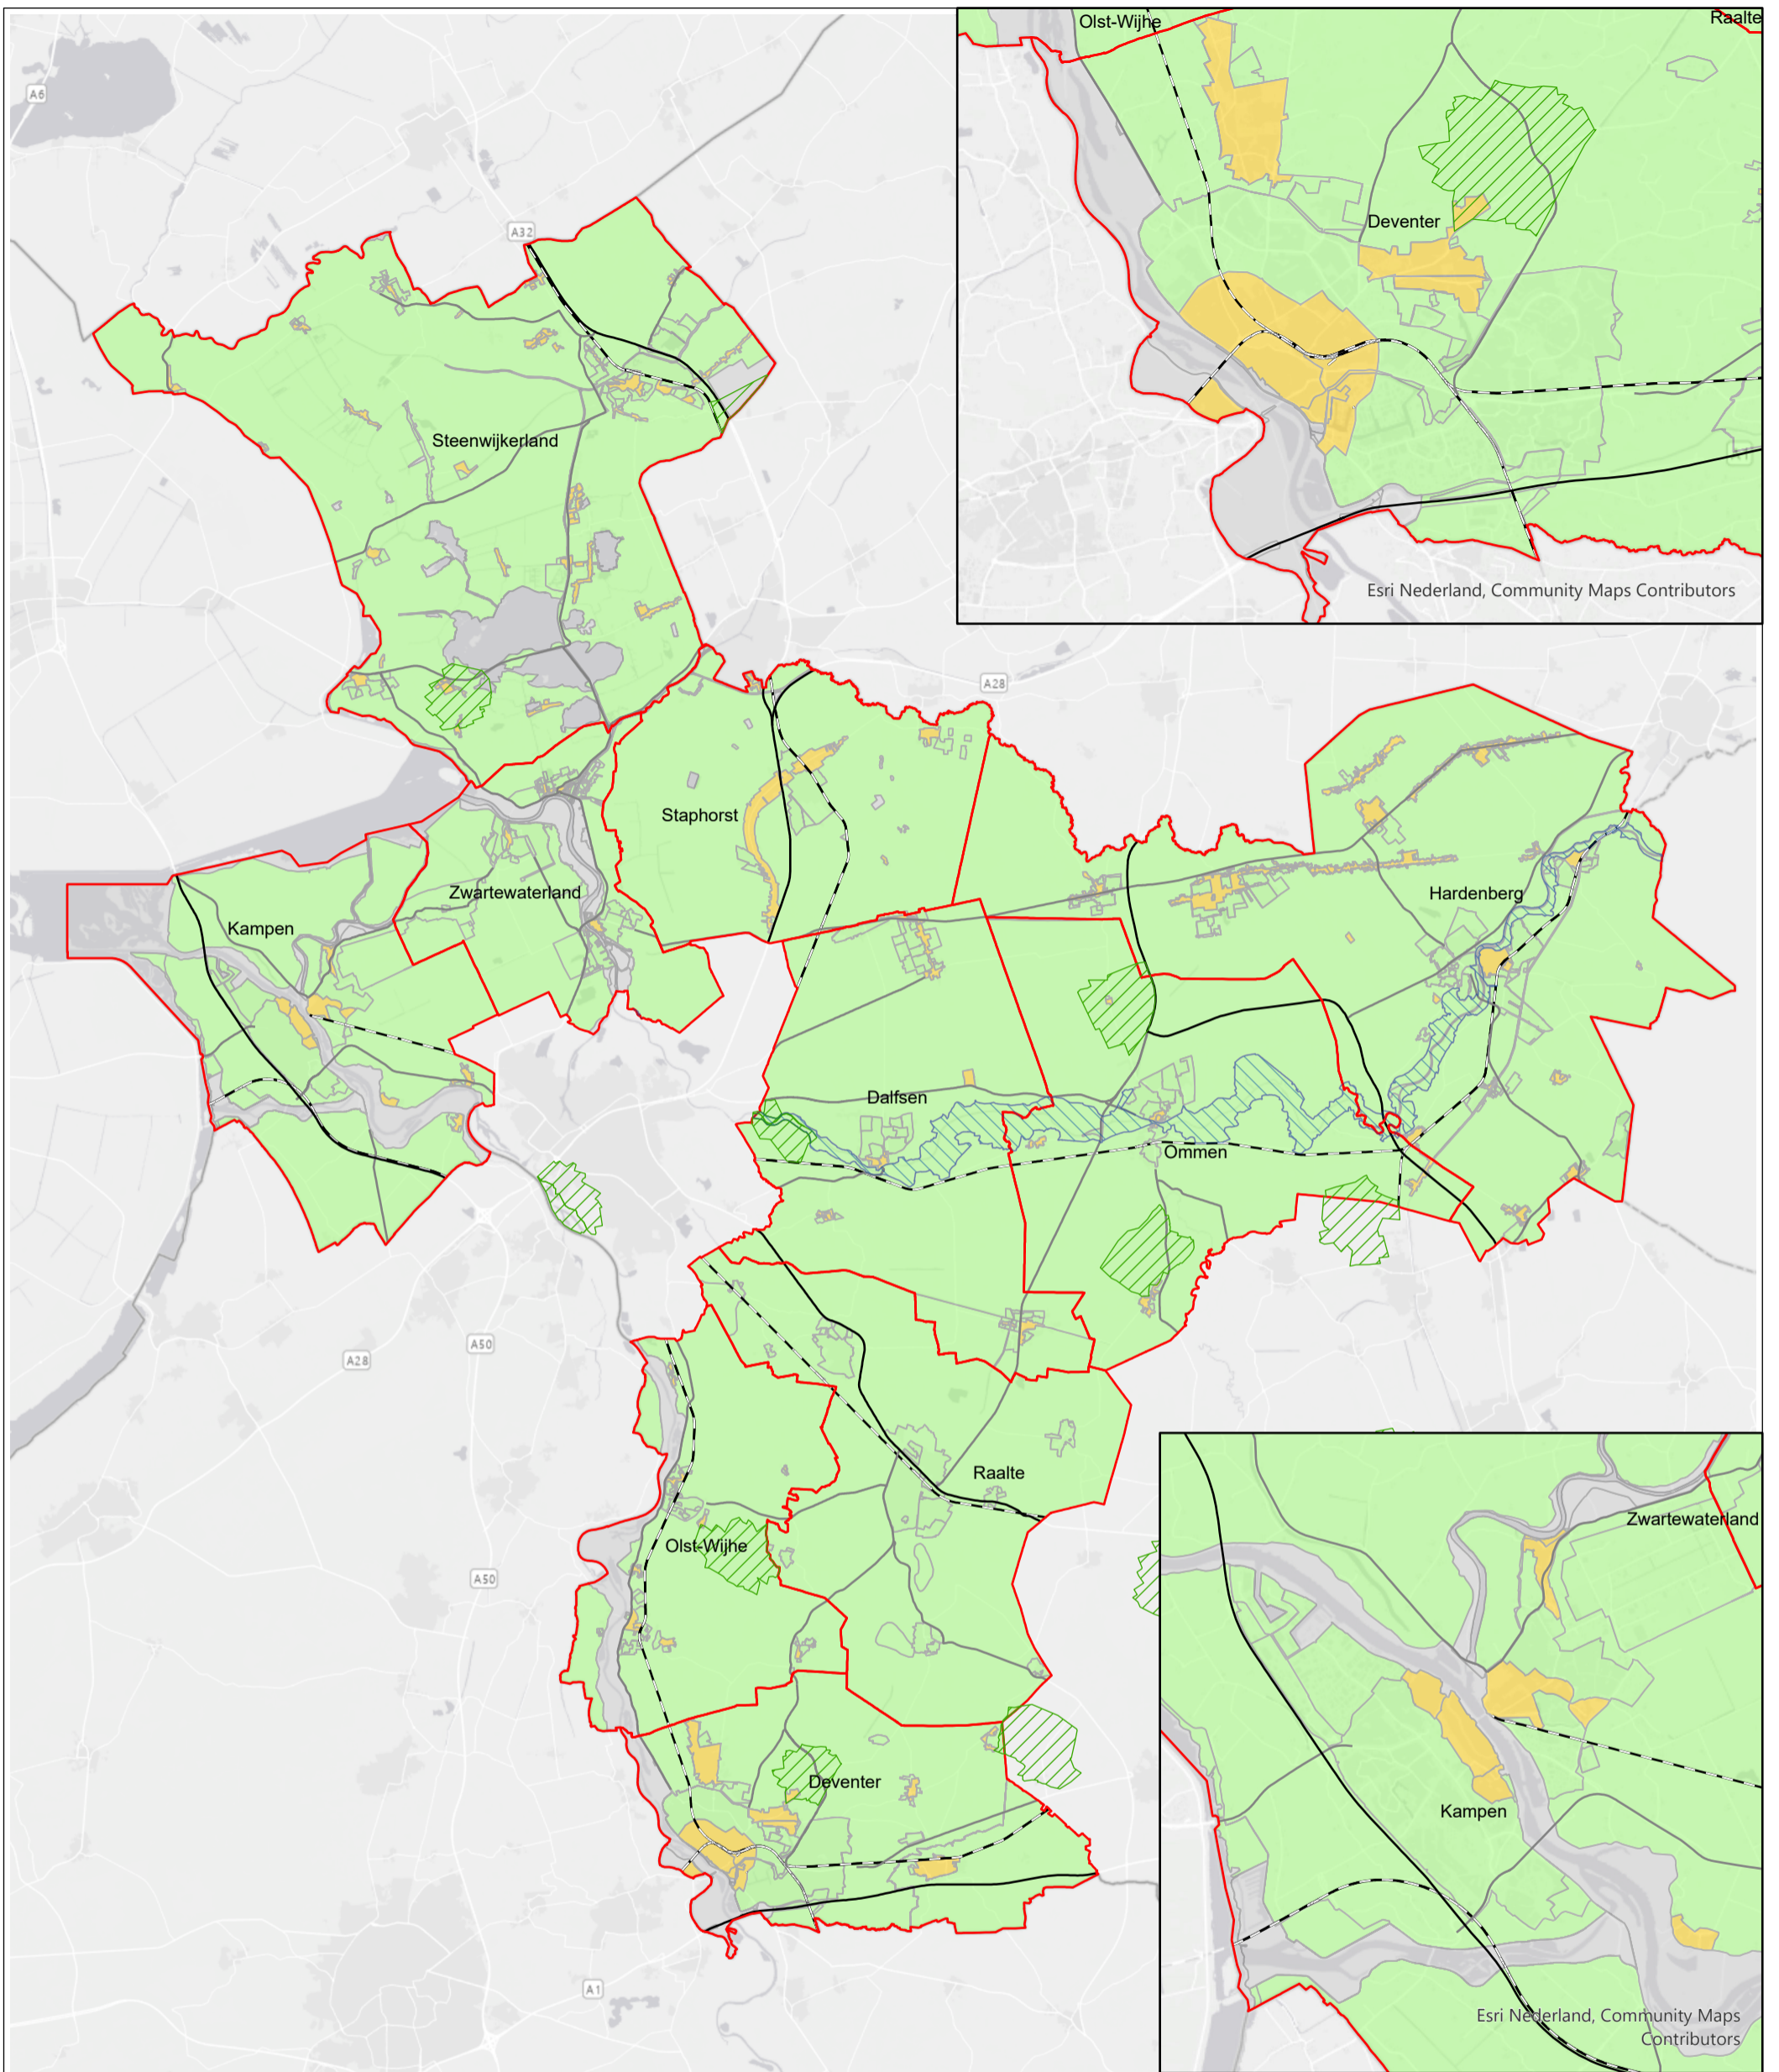 Olst-Wijhe
Raalte
A6
Deventer
A32
Steenwijkerland
Esri Nederland, Community Maps Contributors
A28
Staphorst
Zwartewaterland
Hardenberg
Kampen
Dalfsen
Ommen
A50
A28
Raalte
Zwartewaterland
Olst-Wijhe
A50
Deventer
Kampen
A1
Esri Nederland, Community Maps
Contributors